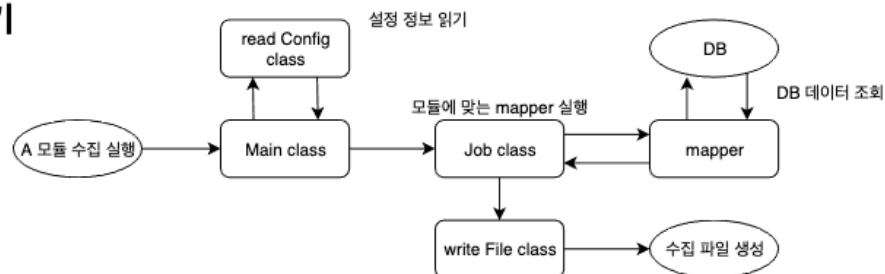 설정 정보 읽기
read Config
class
DB
DB 데이터 조회
모듈에 맞는 mapper 실행
A 모듈 수집 실행
Main class
Job class
mapper
write File class
수집 파일 생성